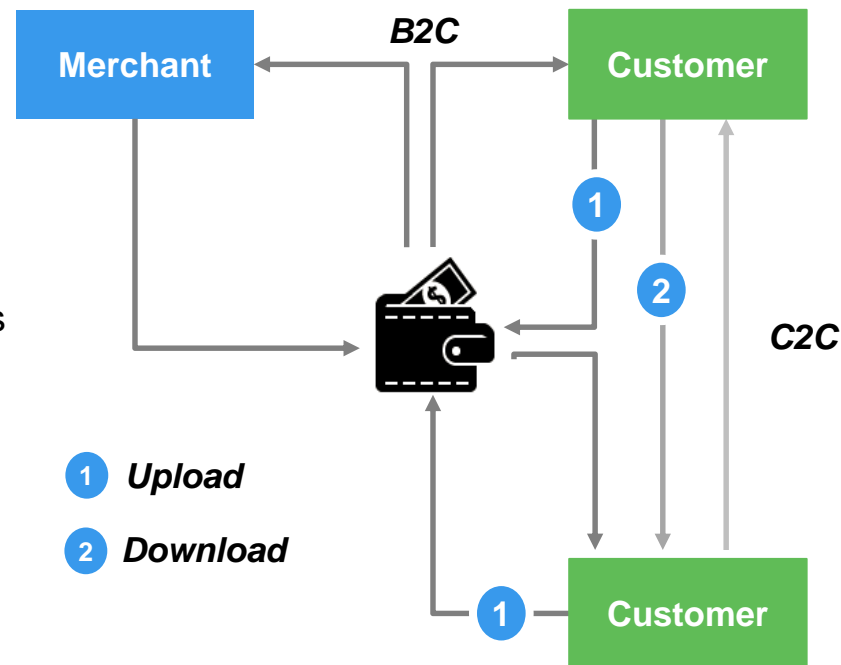 B2C
Merchant
Customer
1
2
s
C2C
1 Upload
2 Download
1
Customer